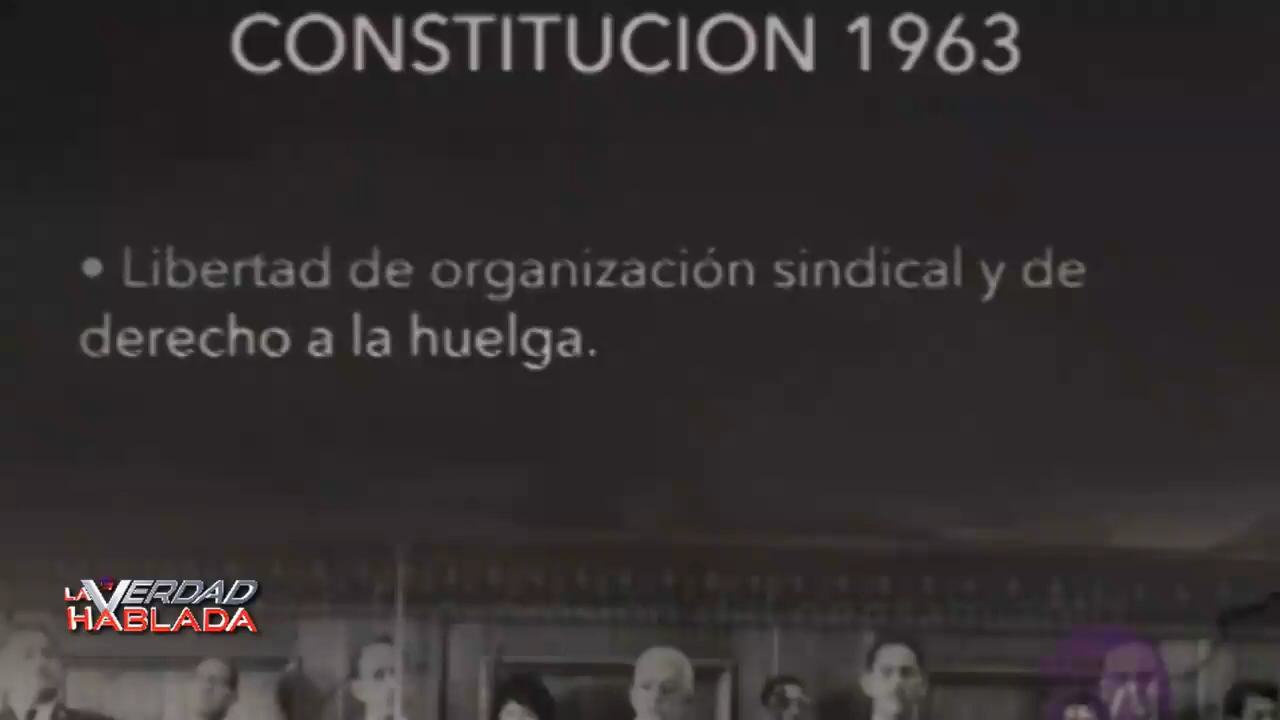 CONSTITUCION 1963
• Libertad de organización sindical y de
derecho a la huelga.
LA VERDAD
HABLADA